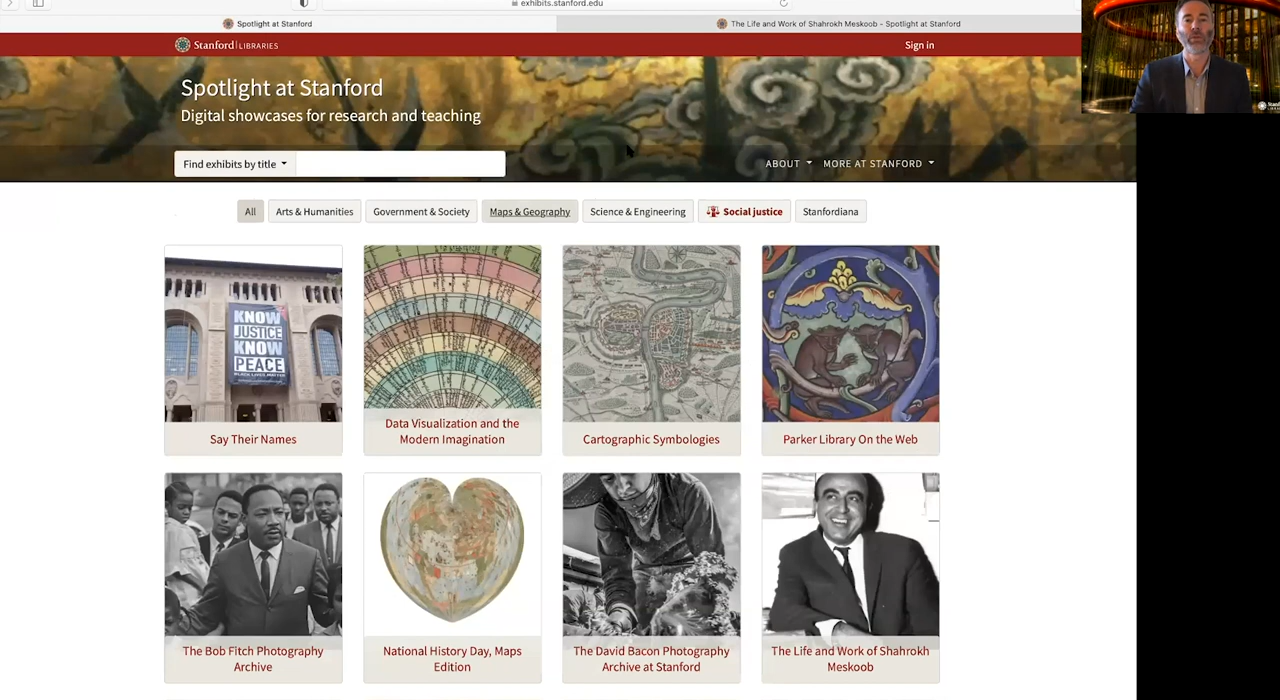 exhibits.stanford.edu
Spotlight at Stanford
The Life and Work of Shahrokh Meskoob - Spotlight at Stanford
Stanford | LIBRARIES
Sign in
Spotlight at Stanford
Digital showcases for research and teaching
Find exhibits by title
ABOUT
MORE AT STANFORD
All
Arts & Humanities
Government & Society
Maps & Geography
Science & Engineering
Social justice
Stanfordiana
KNOW
JUSTICE
KNOW
PEACE
BLACK LIVES MATTER
Say Their Names
Data Visualization and the
Modern Imagination
Cartographic Symbologies
Parker Library On the Web
The Bob Fitch Photography
Archive
National History Day, Maps
Edition
The David Bacon Photography
Archive at Stanford
The Life and Work of Shahrokh
Meskoob